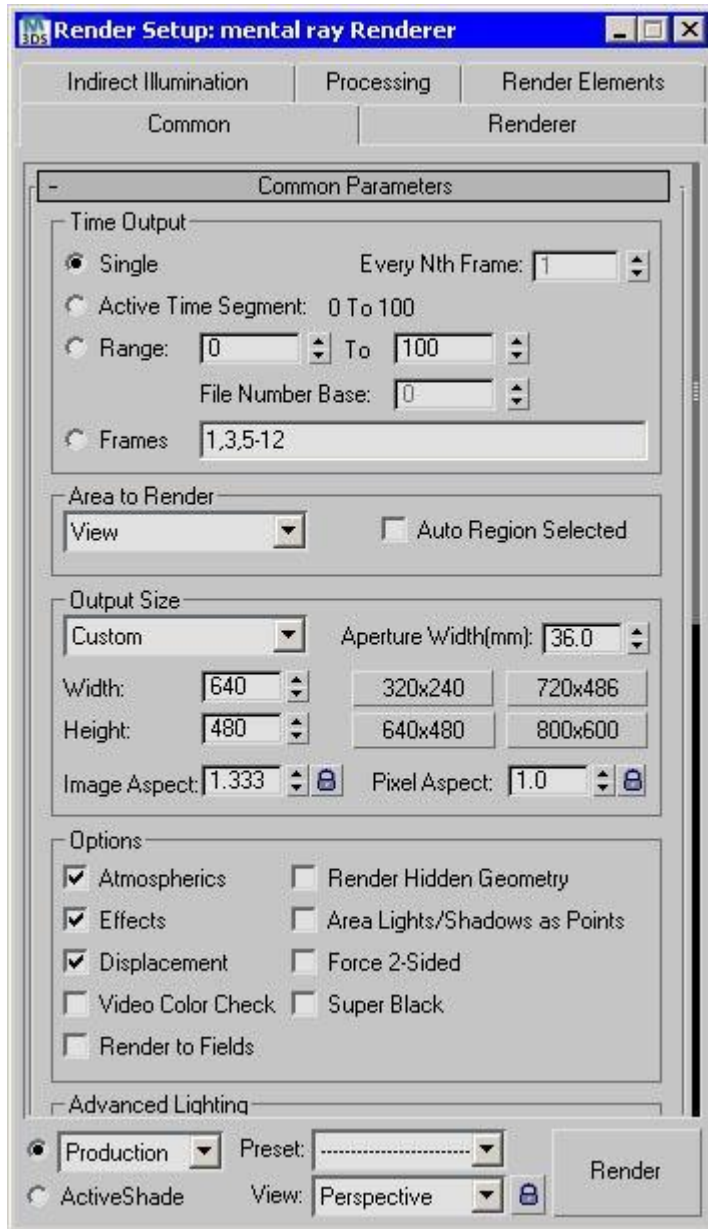 M
3DS
Render Setup: mental ray Renderer
Indirect Illumination Processing Render Elements
Common Renderer
- Common Parameters
Time Output
Single Every Nth Frame: 1
Active Time Segment: 0 To 100
Range: 0 To 100
File Number Base: 0
Frames 1,3,5-12
Area to Render
View Auto Region Selected
Output Size
Custom Aperture Width(mm): 36.0
Width: 640 320x240 720x486
Height: 480 640x480 800x600
Image Aspect: 1.333 Pixel Aspect: 1.0
Options
Atmospherics Render Hidden Geometry
Effects Area Lights/Shadows as Points
Displacement Force 2-Sided
Video Color Check Super Black
Render to Fields
Advanced Lighting
Production Preset: -----------------------
ActiveShade View: Perspective Render